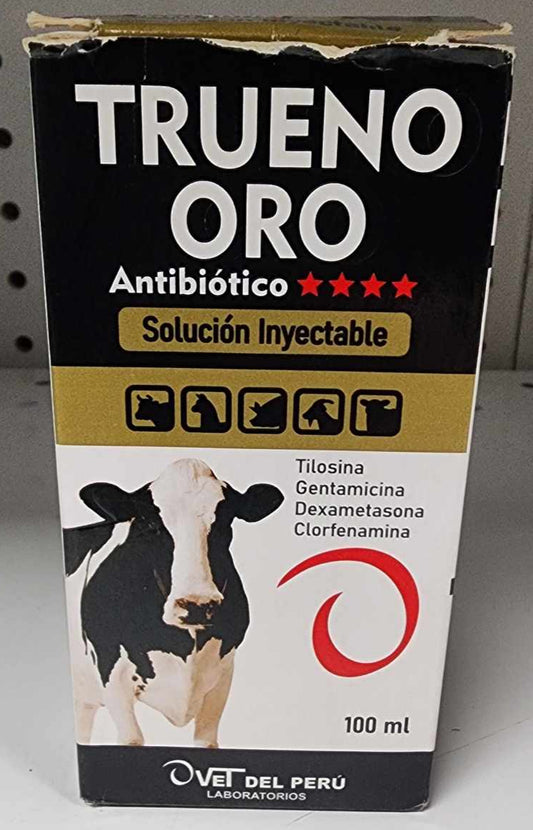 TRUENO
ORO
Antibiótico
Solución Inyectable
Tilosina
Gentamicina
Dexametasona
Clorfenamina
100 ml
VET DEL PERÚ
LABORATORIOS